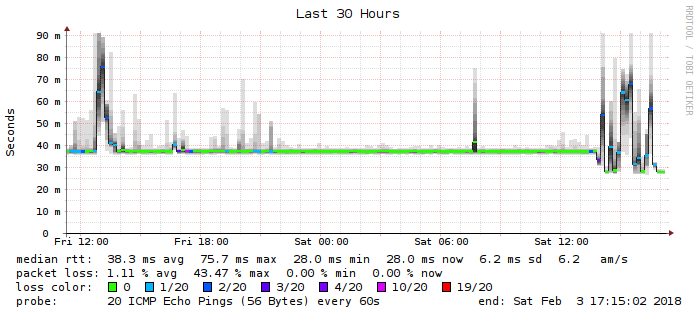 Last 30 Hours
RRDTOOL / TOBI OETIKER
Seconds
90 m
80 m
70 m
60 m
50 m
40 m
30 m
20 m
10 m
0
Fri 12:00 Fri 18:00 Sat 00:00 Sat 06:00 Sat 12:00
median rtt: 38.3 ms avg 75.7 ms max 28.0 ms min 28.0 ms now 6.2 ms sd 6.2 am/s
packet loss: 1.11 % avg 43.47 % max 0.00 % min 0.00 % now
loss color: 0 1/20 2/20 3/20 4/20 10/20 19/20
probe: 20 ICMP Echo Pings (56 Bytes) every 60s end: Sat Feb 3 17:15:02 2018